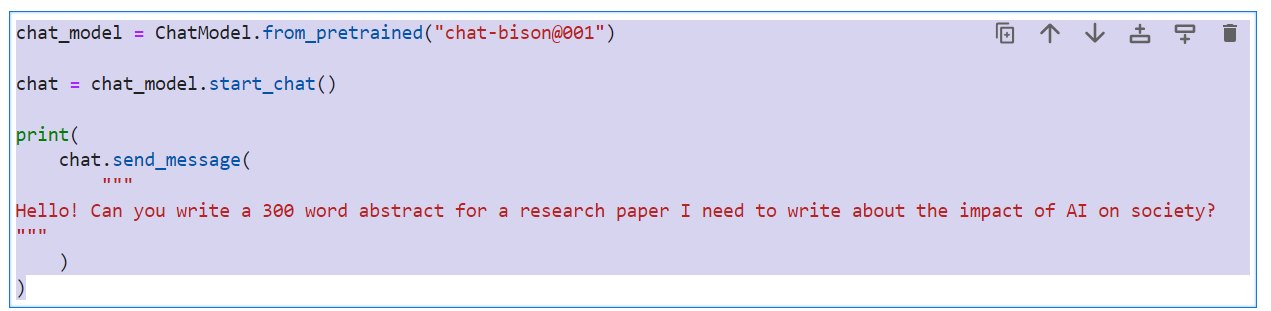 chat_model = ChatModel.from_pretrained("chat-bison@001")
chat = chat_model.start_chat()
print(
    chat.send_message(
        """
Hello! Can you write a 300 word abstract for a research paper I need to write about the impact of AI on society?
"""
    )
)